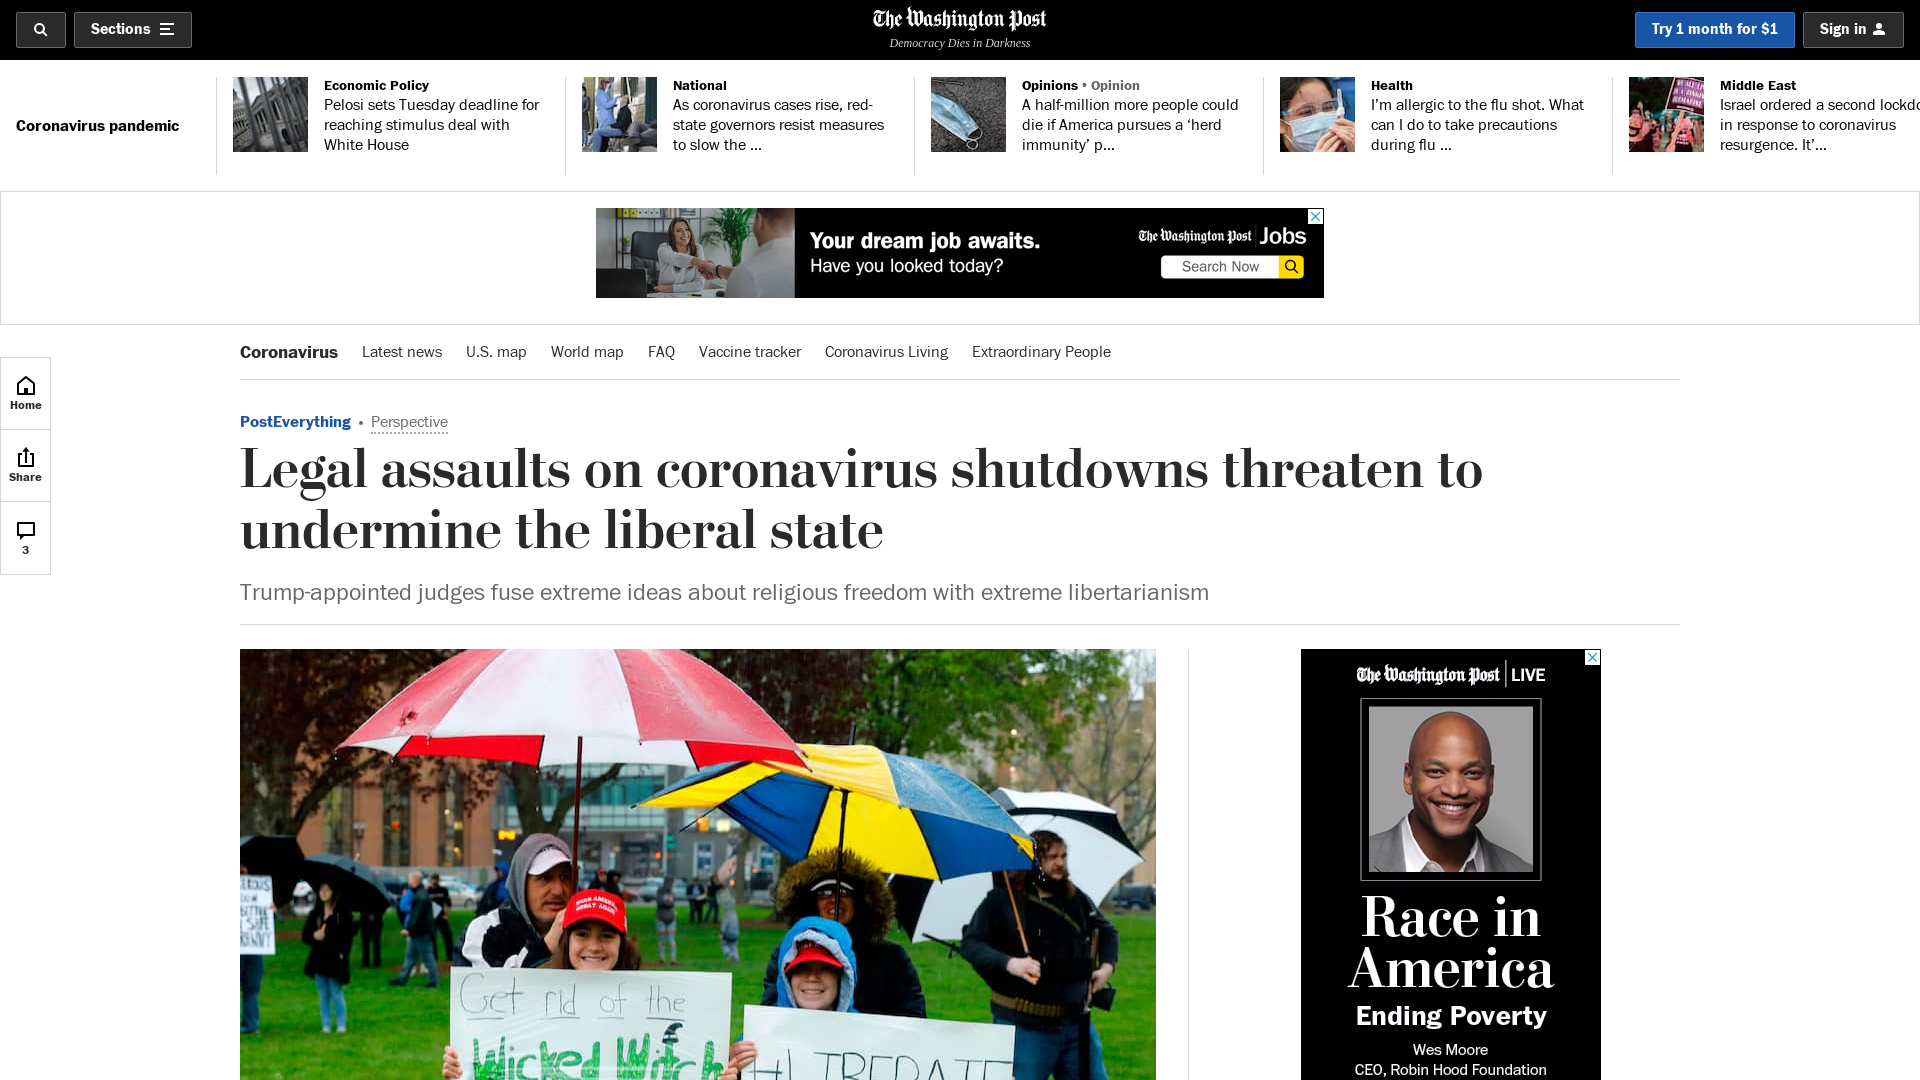 Sections
The Washington Post
Democracy Dies in Darkness
Try 1 month for $1
Sign in
Coronavirus pandemic
Economic Policy
Pelosi sets Tuesday deadline for
reaching stimulus deal with
White House
National
As coronavirus cases rise, red-
state governors resist measures
to slow the ...
Opinions • Opinion
A half-million more people could
die if America pursues a ‘herd
immunity’ p...
Health
I’m allergic to the flu shot. What
can I do to take precautions
during flu ...
Middle East
Israel ordered a second
in response to coronavirus
resurgence. It’...
Your dream job awaits.
Have you looked today?
The Washington Post Jobs
Search Now
Coronavirus
Latest news
U.S. map
World map
FAQ
Vaccine tracker
Coronavirus Living
Extraordinary People
Home
Share
3
PostEverything • Perspective
Legal assaults on coronavirus shutdowns threaten to
undermine the liberal state
Trump-appointed judges fuse extreme ideas about religious freedom with extreme libertarianism
MAKE AMERICA
GREAT AGAIN
Get rid of the
Wicked Witch
#LIBERATE
The Washington Post LIVE
Race in
America
Ending Poverty
Wes Moore
CEO, Robin Hood Foundation